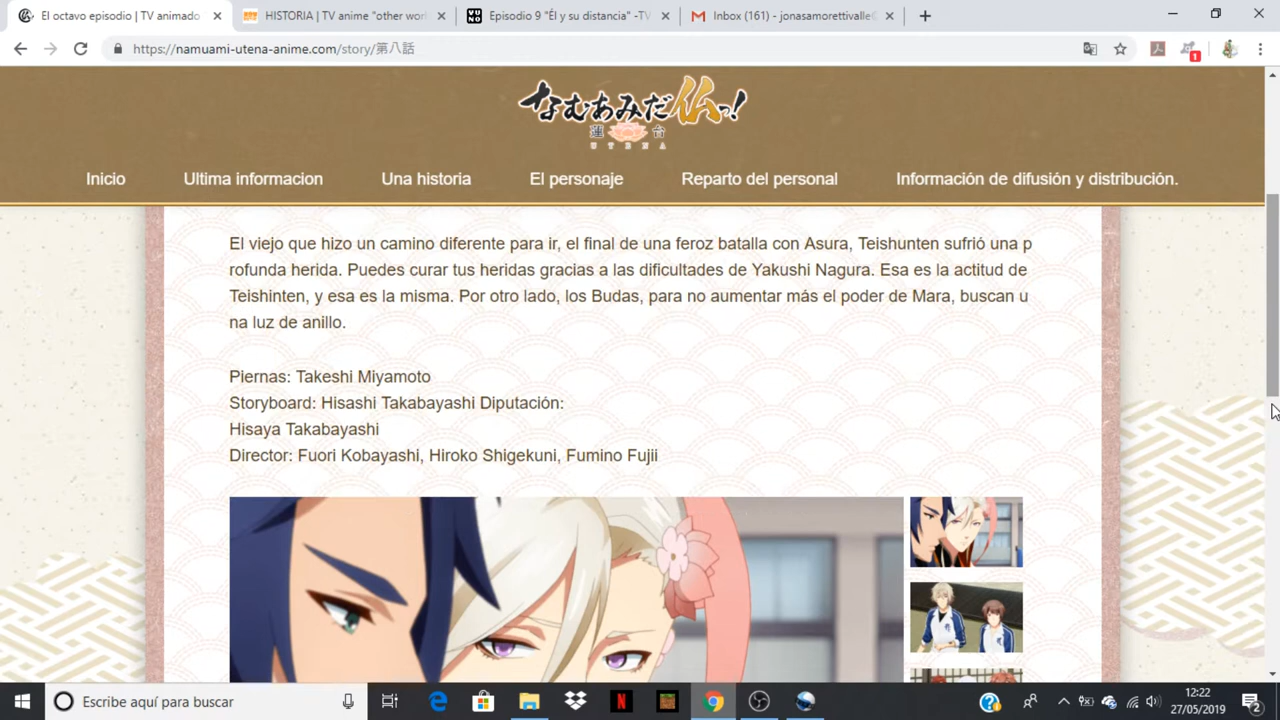 El octavo episodio | TV animado
HISTORIA | TV anime "other worl
Episodio 9 "Él y su distancia" -TV
Inbox (161) - jonasamorettivalle
https://namuami-utena-anime.com/story/第八話
1
なむあみだ仏っ!
蓮台
UTENA
Inicio
Ultima informacion
Una historia
El personaje
Reparto del personal
Información de difusión y distribución.
El viejo que hizo un camino diferente para ir, el final de una feroz batalla con Asura, Teishunten sufrió una p
rofunda herida. Puedes curar tus heridas gracias a las dificultades de Yakushi Nagura. Esa es la actitud de
Teishinten, y esa es la misma. Por otro lado, los Budas, para no aumentar más el poder de Mara, buscan u
na luz de anillo.
Piernas: Takeshi Miyamoto
Storyboard: Hisashi Takabayashi Diputación:
Hisaya Takabayashi
Director: Fuori Kobayashi, Hiroko Shigekuni, Fumino Fujii
Escribe aquí para buscar
12:22
27/05/2019
2